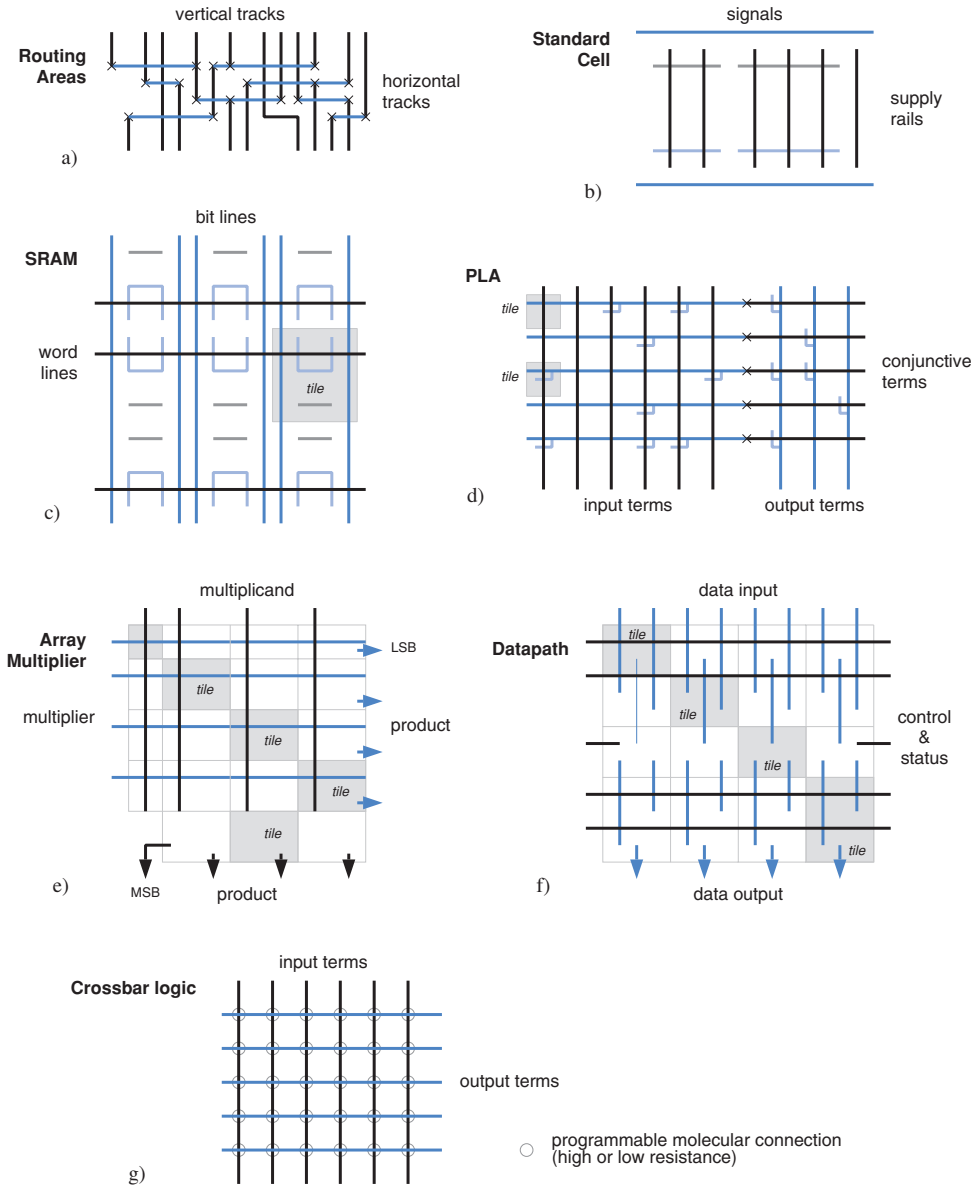 vertical tracks
Routing
Areas
horizontal
tracks
a)
signals
Standard
Cell
supply
rails
b)
bit lines
SRAM
word
lines
tile
c)
PLA
tile
tile
conjunctive
terms
input terms
output terms
d)
multiplicand
Array
Multiplier
LSB
tile
multiplier
product
tile
tile
tile
MSB
product
e)
data input
Datapath
tile
tile
control
&
status
tile
tile
data output
f)
input terms
Crossbar logic
output terms
programmable molecular connection
(high or low resistance)
g)